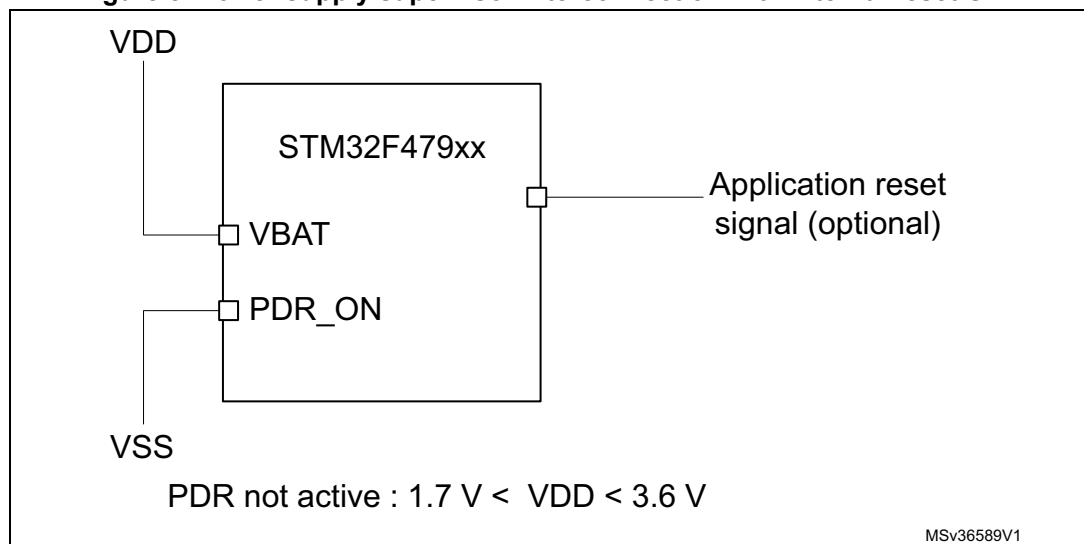 VDD
STM32F479xx
Application reset
signal (optional)
VBAT
PDR_ON
VSS
PDR not active : 1.7 V < VDD < 3.6 V
MSv36589V1